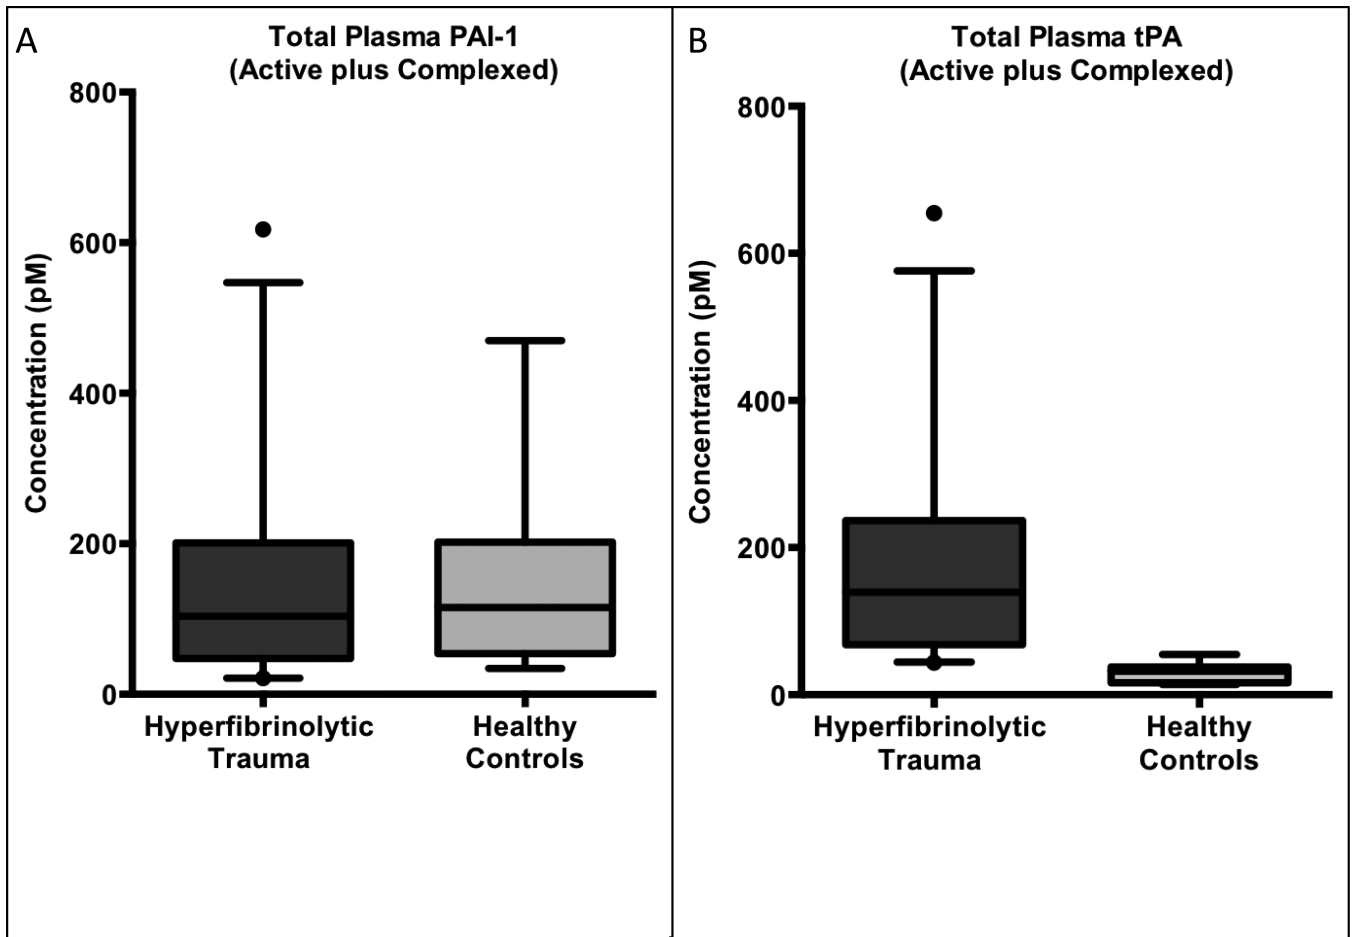 A
Total Plasma PAI-1
(Active plus Complexed)
800
600
400
200
0
Concentration (pM)
Hyperfibrinolytic
Trauma
Healthy
Controls
B
Total Plasma tPA
(Active plus Complexed)
800
600
400
200
0
Concentration (pM)
Hyperfibrinolytic
Trauma
Healthy
Controls